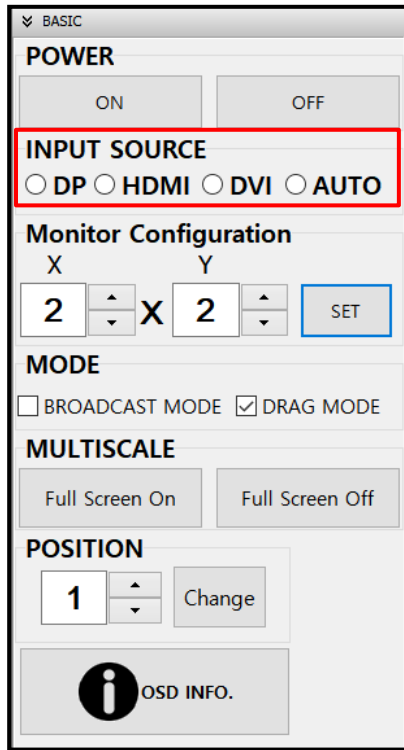 BASIC
POWER
ON OFF
INPUT SOURCE
DP HDMI DVI AUTO
Monitor Configuration
X Y
2 X 2 SET
MODE
BROADCAST MODE DRAG MODE
MULTISCALE
Full Screen On Full Screen Off
POSITION
1 Change
i OSD INFO.